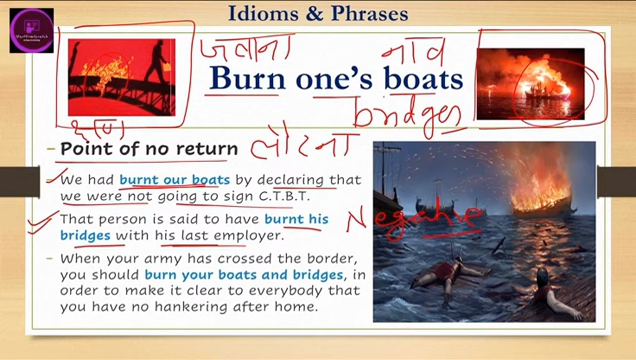 Idioms & Phrases
जलाना
नाव
Burn one's boats
bridges
– Point of no return
लौटना
– We had burnt our boats by declaring that
we were not going to sign C.T.B.T.
– That person is said to have burnt his
bridges with his last employer.
Negative
– When your army has crossed the border,
you should burn your boats and bridges, in
order to make it clear to everybody that
you have no hankering after home.